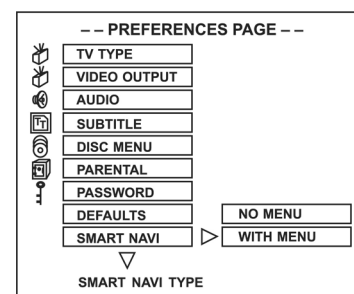 -- PREFERENCES PAGE --
TV TYPE
VIDEO OUTPUT
AUDIO
SUBTITLE
DISC MENU
PARENTAL
PASSWORD
DEFAULTS
NO MENU
SMART NAVI
WITH MENU
SMART NAVI TYPE